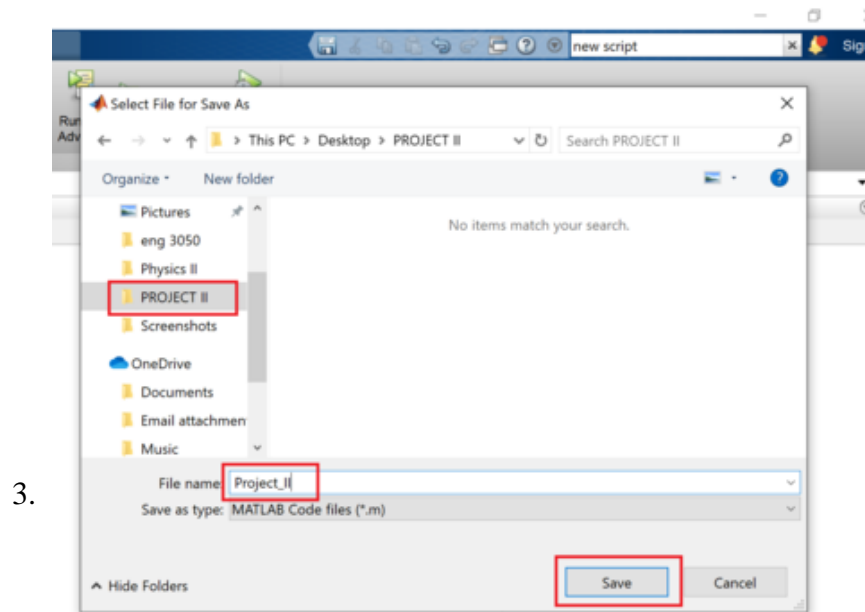 new script
Sig
Run
Adv
Select File for Save As
This PC > Desktop > PROJECT II
Search PROJECT II
Organize
New folder
Pictures
No items match your search.
eng 3050
Physics II
PROJECT II
Screenshots
OneDrive
Documents
Email attachmen
Music
3.
File name: Project_II
Save as type: MATLAB Code files (*.m)
Hide Folders
Save
Cancel